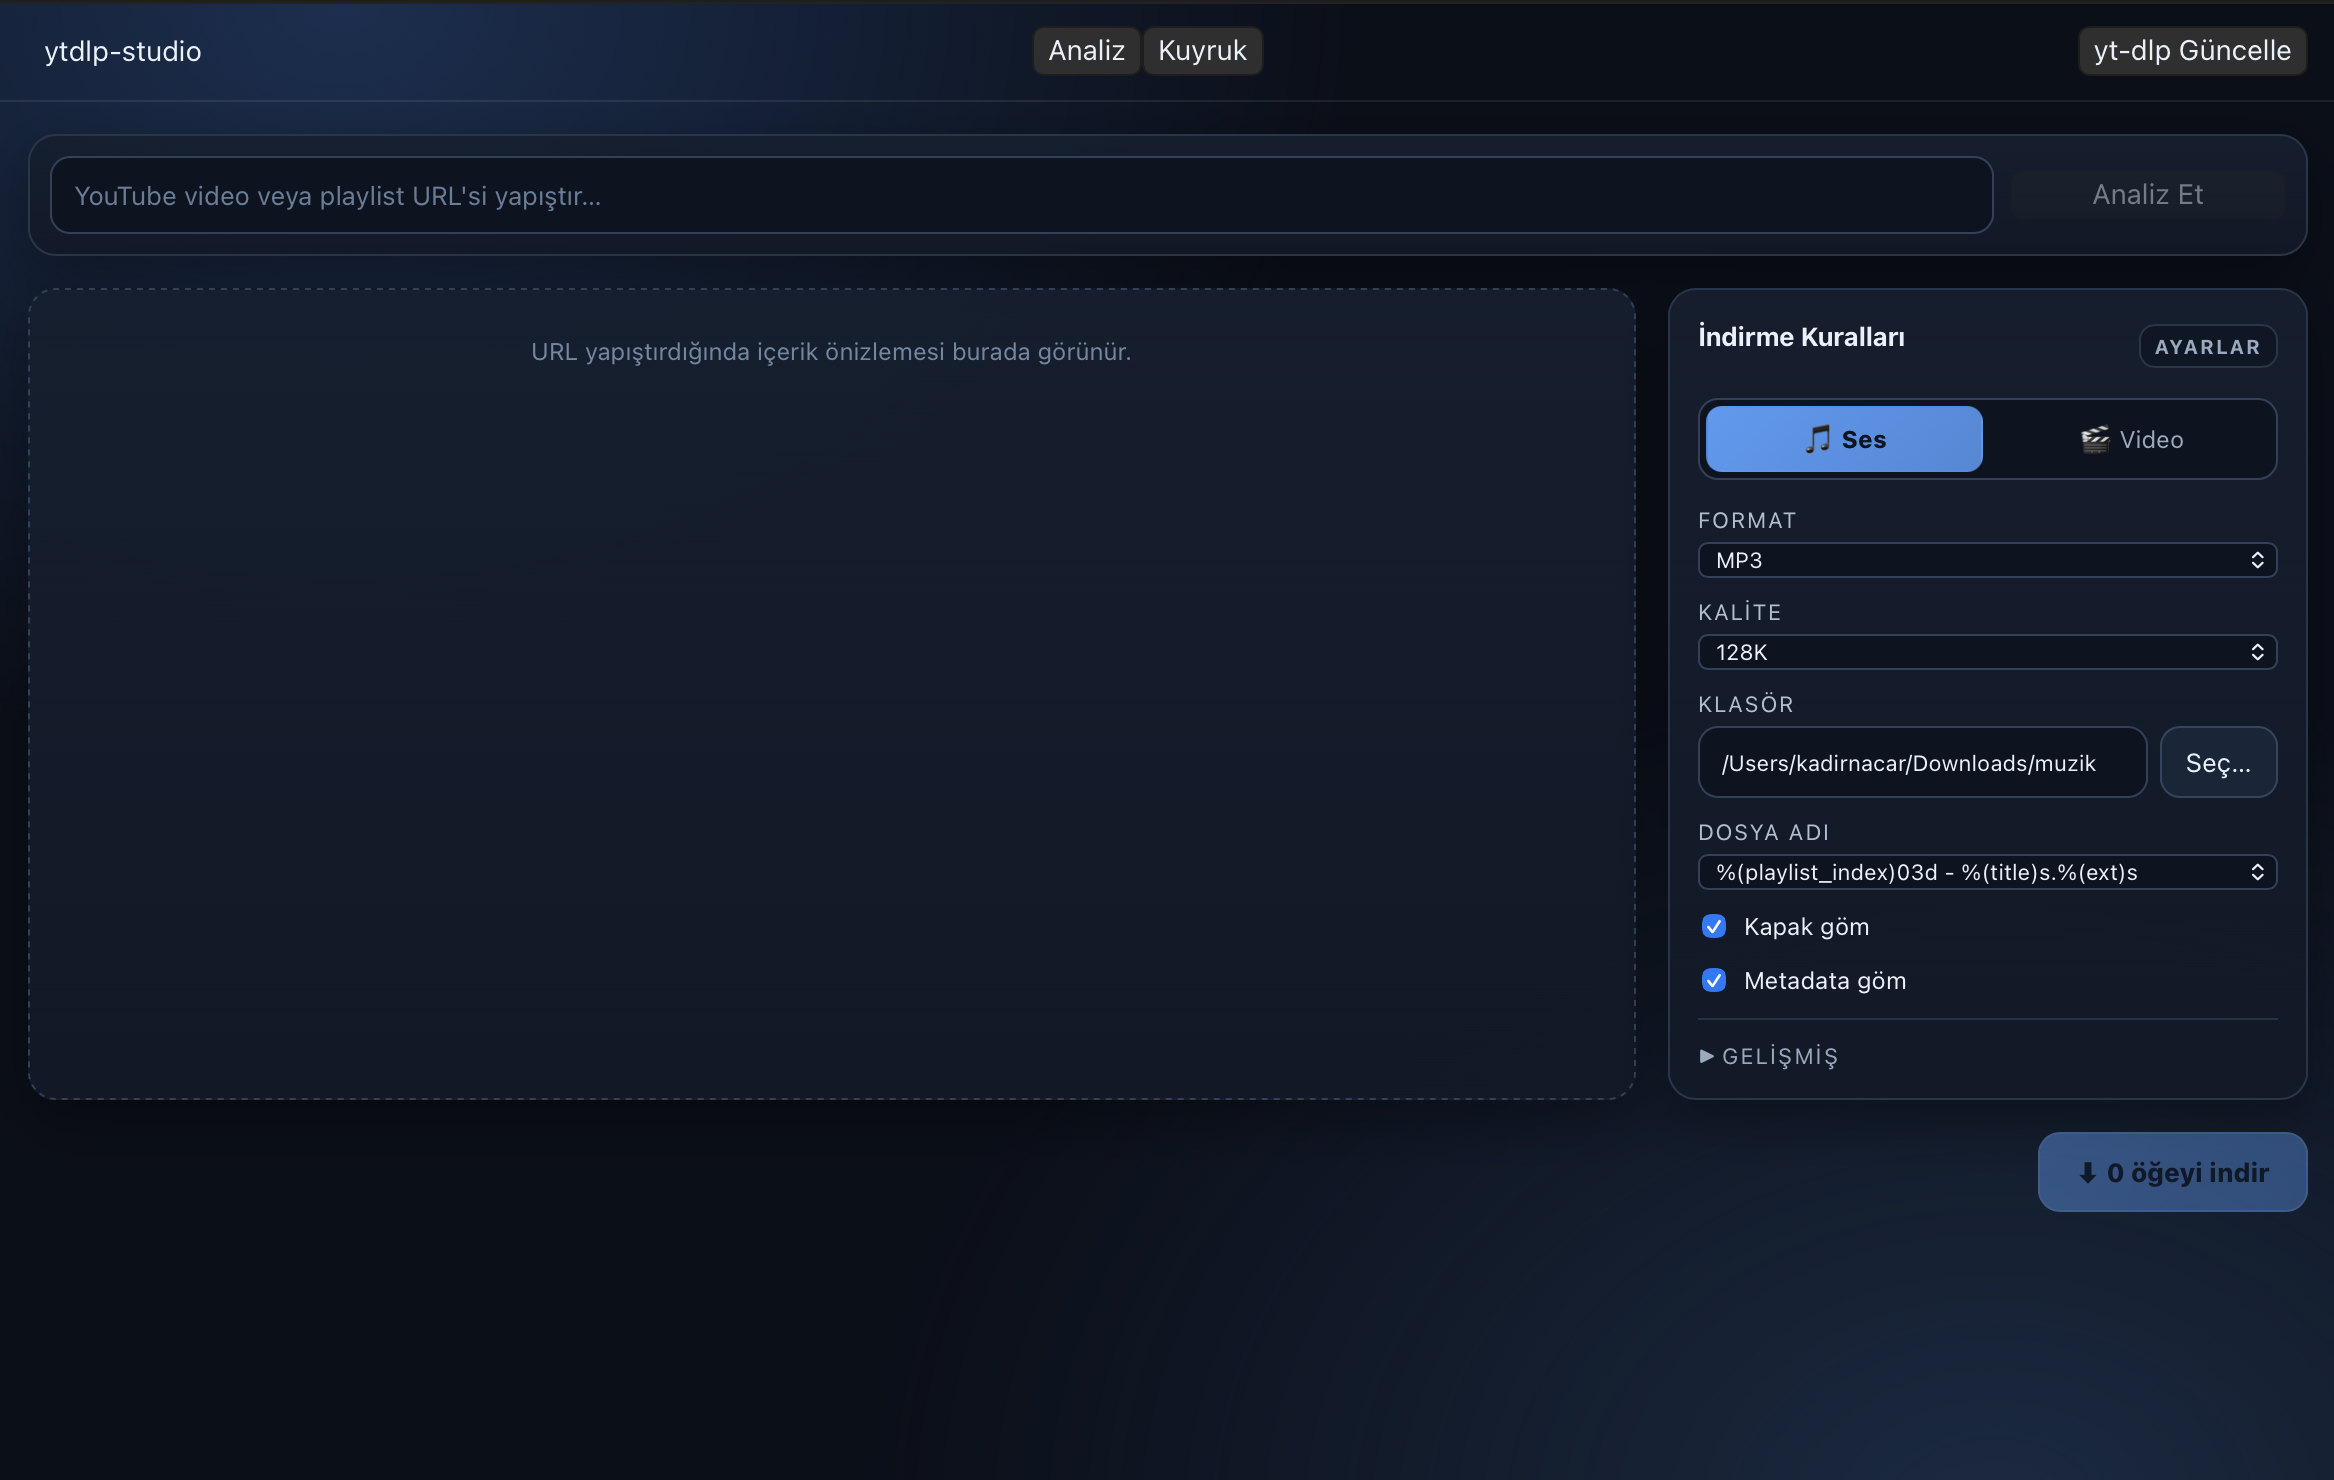 ytdlp-studio
Analiz Kuyruk
yt-dlp Güncelle
YouTube video veya playlist URL'si yapıştır...
Analiz Et
URL yapıştırdığında içerik önizlemesi burada görünür.
İndirme Kuralları
AYARLAR
🎵 Ses
🎬 Video
FORMAT
MP3
KALİTE
128K
KLASÖR
/Users/kadirnacar/Downloads/muzik
Seç...
DOSYA ADI
%(playlist_index)03d - %(title)s.%(ext)s
Kapak göm
Metadata göm
▶ GELİŞMİŞ
⬇ 0 öğeyi indir